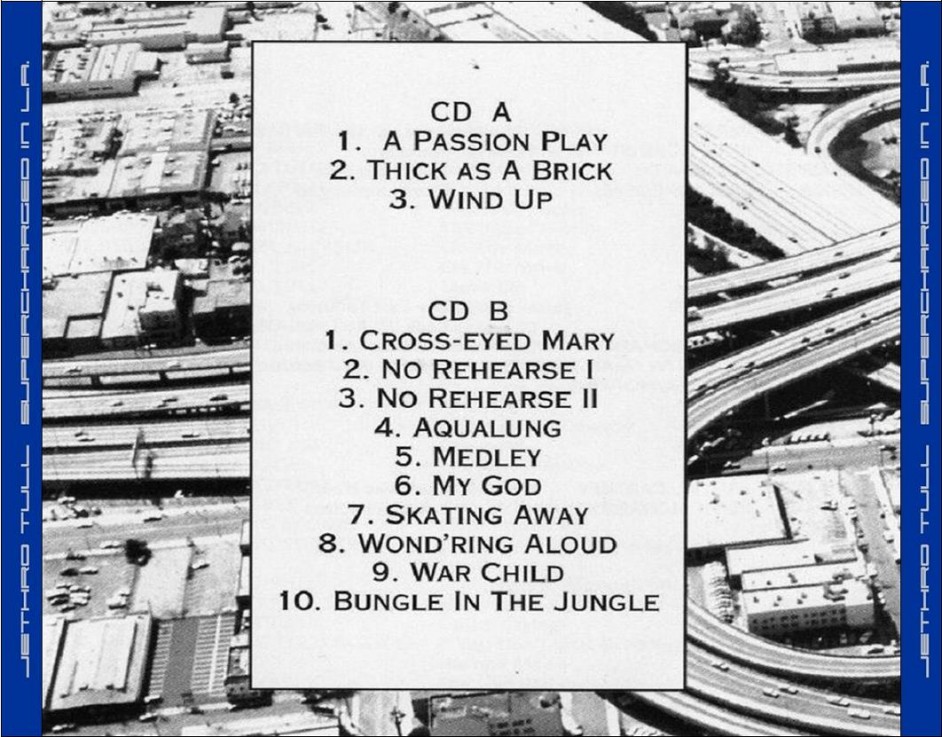 JETHRO TULL SUPERCHARGED IN L.A.
CD A
1. A PASSION PLAY
2. THICK AS A BRICK
3. WIND UP
CD B
1. CROSS-EYED MARY
2. NO REHEARSE I
3. NO REHEARSE II
4. AQUALUNG
5. MEDLEY
6. MY GOD
7. SKATING AWAY
8. WOND'RING ALOUD
9. WAR CHILD
10. BUNGLE IN THE JUNGLE
JETHRO TULL SUPERCHARGED IN L.A.